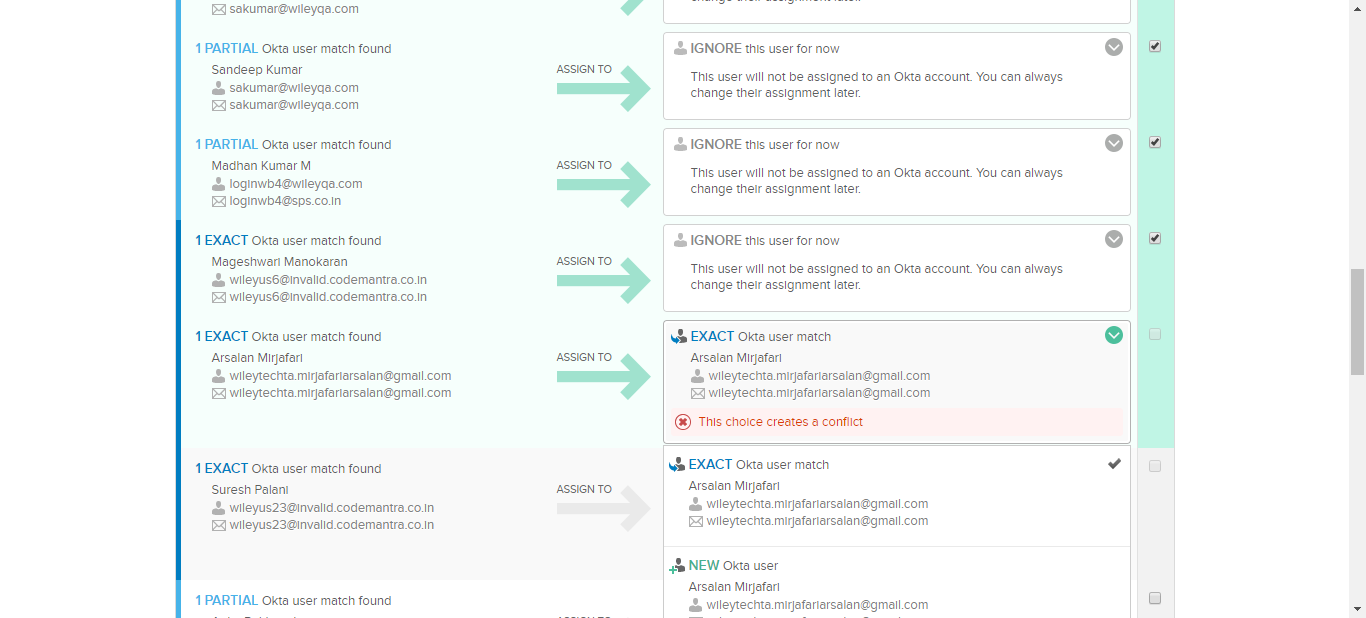 sakumar@wileyqa.com
change their assignment later.
1 PARTIAL Okta user match found
Sandeep Kumar
sakumar@wileyqa.com
sakumar@wileyqa.com
ASSIGN TO
IGNORE this user for now
This user will not be assigned to an Okta account. You can always
change their assignment later.
1 PARTIAL Okta user match found
Madhan Kumar M
loginwb4@wileyqa.com
loginwb4@sps.co.in
ASSIGN TO
IGNORE this user for now
This user will not be assigned to an Okta account. You can always
change their assignment later.
1 EXACT Okta user match found
Mageshwari Manokaran
wileyus6@invalid.codemantra.co.in
wileyus6@invalid.codemantra.co.in
ASSIGN TO
IGNORE this user for now
This user will not be assigned to an Okta account. You can always
change their assignment later.
1 EXACT Okta user match found
Arsalan Mirjafari
wileytechta.mirjafariarsalan@gmail.com
wileytechta.mirjafariarsalan@gmail.com
ASSIGN TO
EXACT Okta user match
Arsalan Mirjafari
wileytechta.mirjafariarsalan@gmail.com
wileytechta.mirjafariarsalan@gmail.com
This choice creates a conflict
1 EXACT Okta user match found
Suresh Palani
wileyus23@invalid.codemantra.co.in
wileyus23@invalid.codemantra.co.in
ASSIGN TO
EXACT Okta user match
Arsalan Mirjafari
wileytechta.mirjafariarsalan@gmail.com
wileytechta.mirjafariarsalan@gmail.com
NEW Okta user
Arsalan Mirjafari
wileytechta.mirjafariarsalan@gmail.com
1 PARTIAL Okta user match found